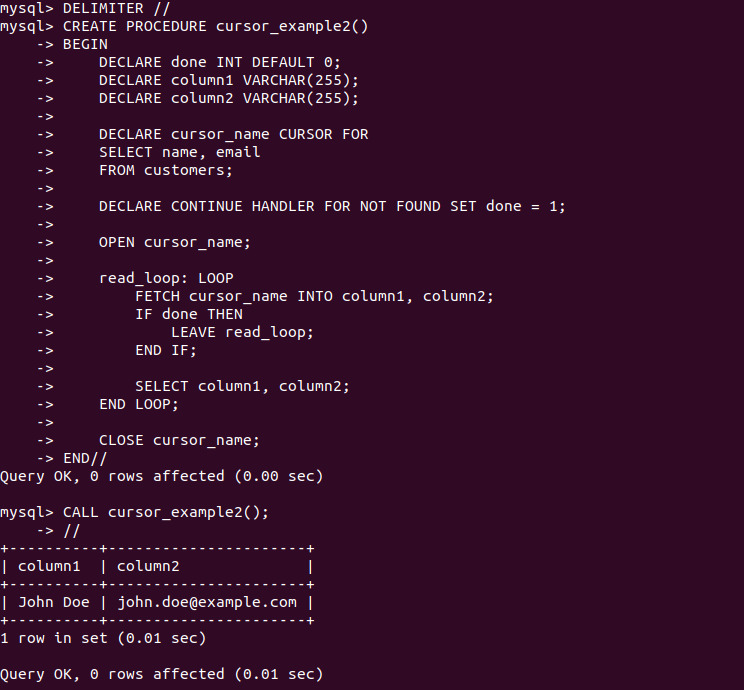 mysql> DELIMITER //
mysql> CREATE PROCEDURE cursor_example2()
    -> BEGIN
    ->     DECLARE done INT DEFAULT 0;
    ->     DECLARE column1 VARCHAR(255);
    ->     DECLARE column2 VARCHAR(255);
    ->
    ->     DECLARE cursor_name CURSOR FOR
    ->     SELECT name, email
    ->     FROM customers;
    ->
    ->     DECLARE CONTINUE HANDLER FOR NOT FOUND SET done = 1;
    ->
    ->     OPEN cursor_name;
    ->
    ->     read_loop: LOOP
    ->         FETCH cursor_name INTO column1, column2;
    ->         IF done THEN
    ->             LEAVE read_loop;
    ->         END IF;
    ->
    ->         SELECT column1, column2;
    ->     END LOOP;
    ->
    ->     CLOSE cursor_name;
    -> END//
Query OK, 0 rows affected (0.00 sec)

mysql> CALL cursor_example2();
    -> //
+----------+----------------------+
| column1  | column2              |
+----------+----------------------+
| John Doe | john.doe@example.com |
+----------+----------------------+
1 row in set (0.01 sec)

Query OK, 0 rows affected (0.01 sec)